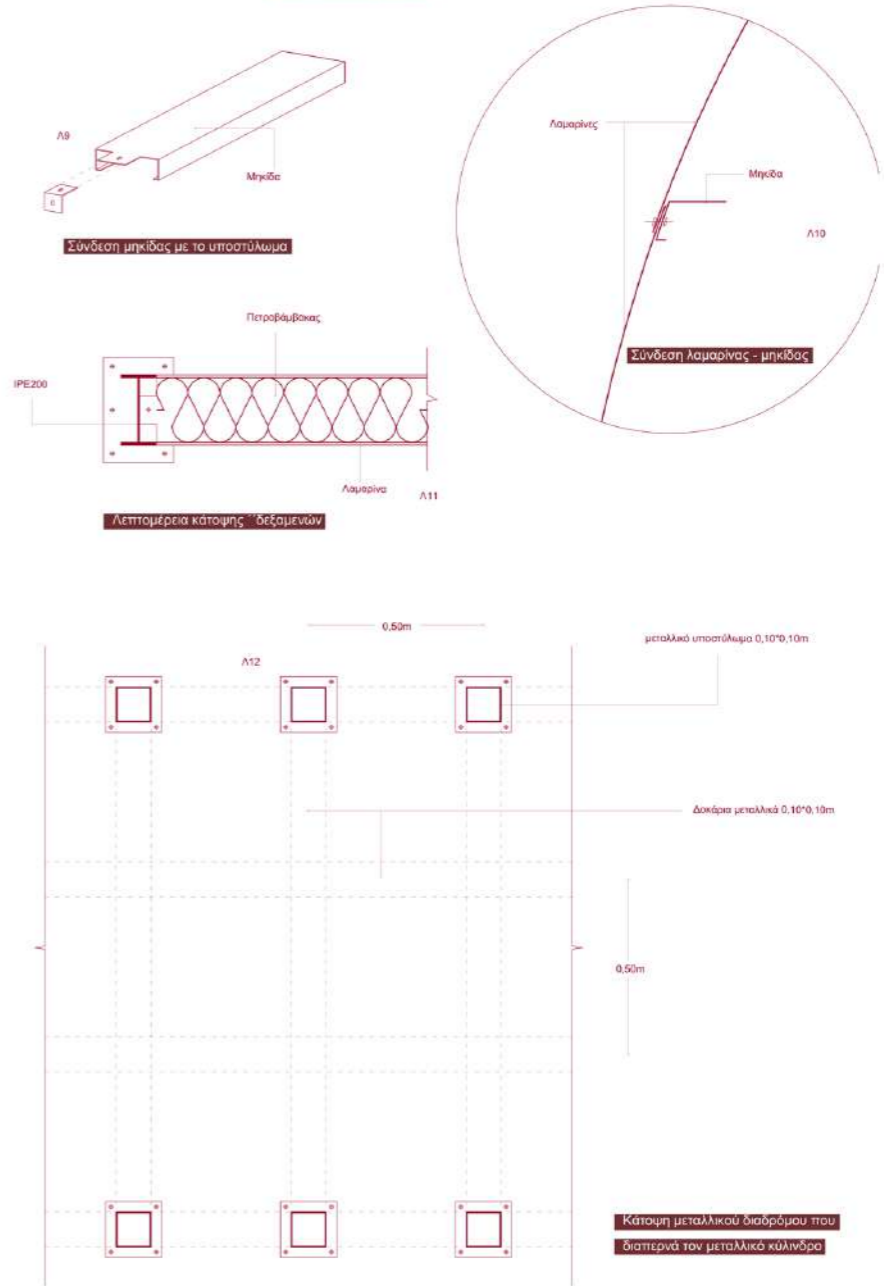 Λ9
Μηκίδα
Σύνδεση μηκίδας με το υποστύλωμα
Λαμαρίνες
Μηκίδα
Λ10
Σύνδεση λαμαρίνας - μηκίδας
Πετροβάμβακας
IPE200
Λαμαρίνα
Λ11
Λεπτομέρεια κάτοψης ´´δεξαμενών
0,50m
Λ12
μεταλλικό υποστύλωμα 0,10*0,10m
Δοκάρια μεταλλικά 0,10*0,10m
0,50m
Κάτοψη μεταλλικού διαδρόμου που
διαπερνά τον μεταλλικό κύλινδρο